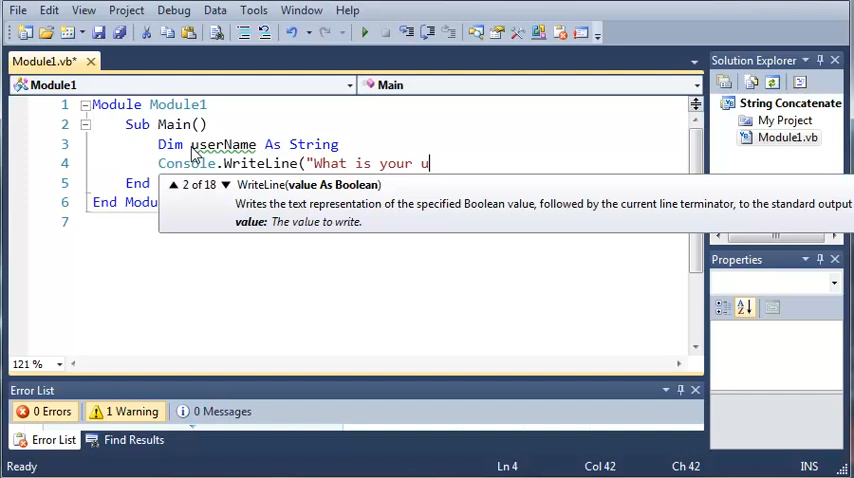 File Edit View Project Debug Data Tools Window Help
Module1.vb*
Solution Explorer
Module1 Main
String Concatenate
My Project
Module1.vb
1 Module Module1
2 Sub Main()
3 Dim userName As String
4 Console.WriteLine("What is your u
5 End
6 End Modu
7
2 of 18 WriteLine(value As Boolean)
Writes the text representation of the specified Boolean value, followed by the current line terminator, to the standard output
value: The value to write.
Properties
A
Z
121 %
Error List
0 Errors 1 Warning 0 Messages
Error List Find Results
Ready Ln 4 Col 42 Ch 42 INS